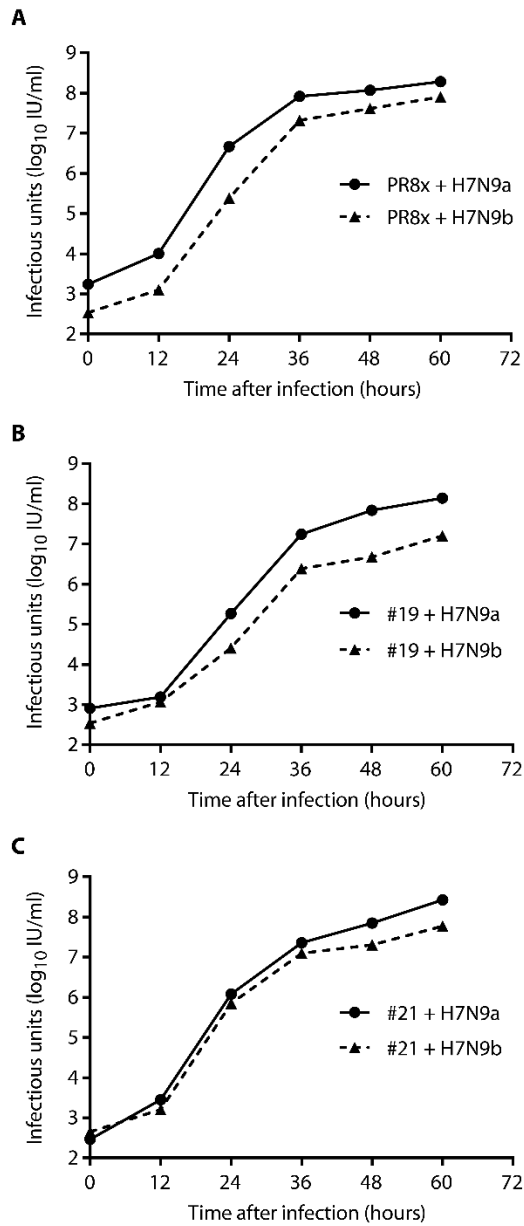 A
Infectious units (log10 IU/ml)
9
8
7
6
5
4
3
2
PR8x + H7N9a
PR8x + H7N9b
0 12 24 36 48 60 72
Time after infection (hours)
B
Infectious units (log10 IU/ml)
9
8
7
6
5
4
3
2
#19 + H7N9a
#19 + H7N9b
0 12 24 36 48 60 72
Time after infection (hours)
C
Infectious units (log10 IU/ml)
9
8
7
6
5
4
3
2
#21 + H7N9a
#21 + H7N9b
0 12 24 36 48 60 72
Time after infection (hours)